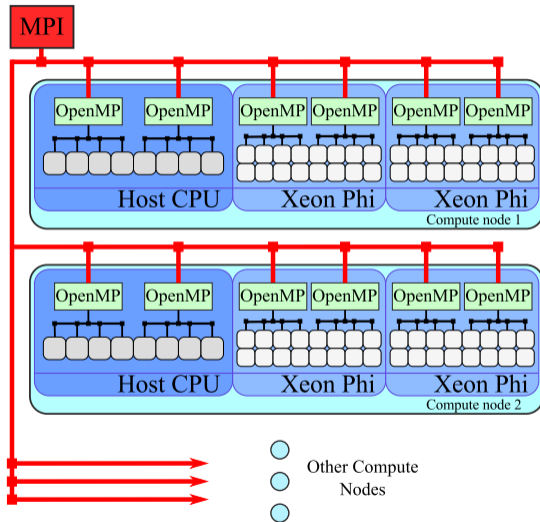 MPI
OpenMP OpenMP OpenMP OpenMP OpenMP OpenMP
Host CPU Xeon Phi Xeon Phi
Compute node 1
OpenMP OpenMP OpenMP OpenMP OpenMP OpenMP
Host CPU Xeon Phi Xeon Phi
Compute node 2
Other Compute
Nodes